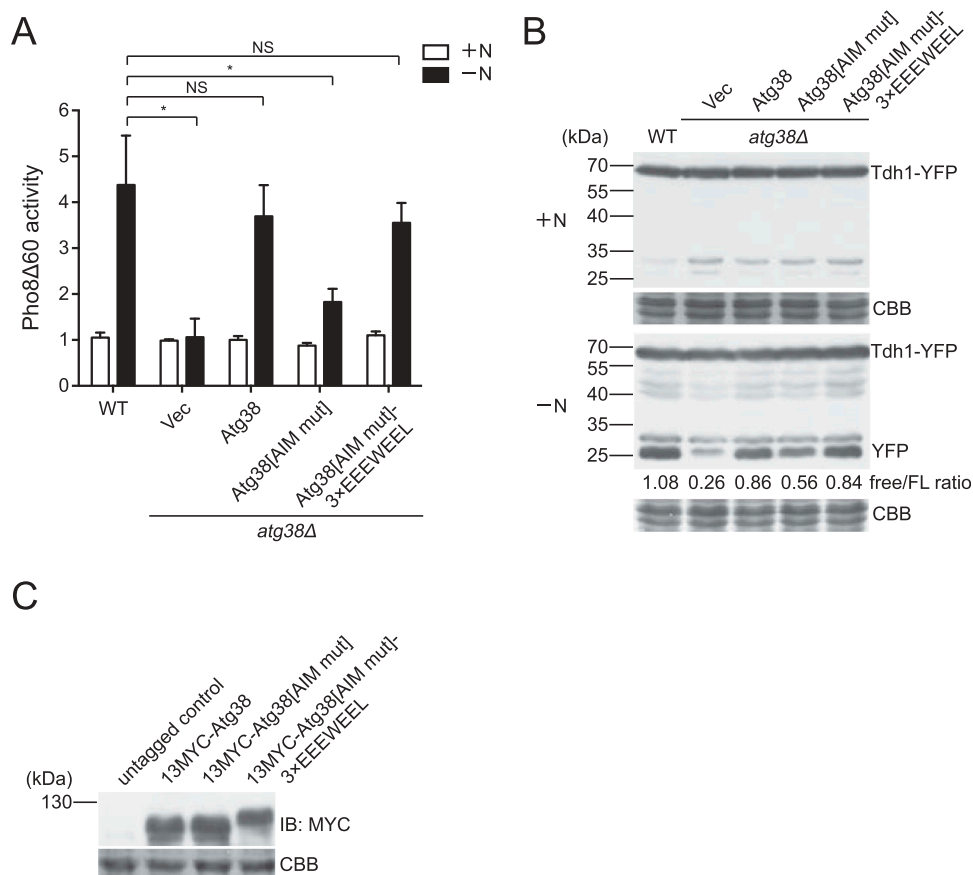 A
NS
*
NS
*
+N
−N
Pho8Δ60 activity
6
5
4
3
2
1
0
WT
Vec
Atg38
Atg38[AIM mut]
Atg38[AIM mut]-
3×EEEWEEL
atg38Δ
B
Vec
Atg38
Atg38[AIM mut]
Atg38[AIM mut]-
3×EEEWEEL
(kDa)
WT
atg38Δ
+N
70
55
40
35
25
Tdh1-YFP
CBB
−N
70
55
40
35
25
Tdh1-YFP
YFP
1.08 0.26 0.86 0.56 0.84 free/FL ratio
CBB
C
untagged control
13MYC-Atg38
13MYC-Atg38[AIM mut]
13MYC-Atg38[AIM mut]-
3×EEEWEEL
(kDa)
130
IB: MYC
CBB